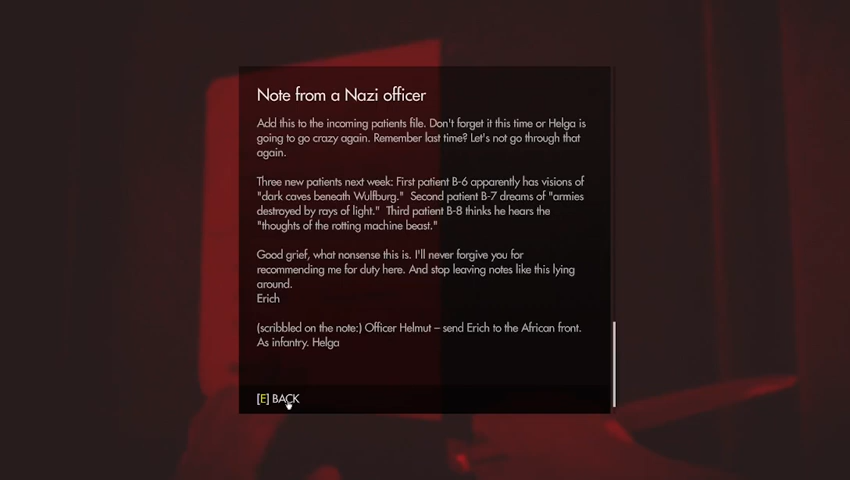 Note from a Nazi officer
Add this to the incoming patients file. Don't forget it this time or Helga is
going to go crazy again. Remember last time? Let's not go through that
again.
Three new patients next week: First patient B-6 apparently has visions of
"dark caves beneath Wulfburg."  Second patient B-7 dreams of "armies
destroyed by rays of light."  Third patient B-8 thinks he hears the
"thoughts of the rotting machine beast."
Good grief, what nonsense this is. I'll never forgive you for
recommending me for duty here. And stop leaving notes like this lying
around.
Erich
(scribbled on the note:) Officer Helmut – send Erich to the African front.
As infantry. Helga
[E] BACK